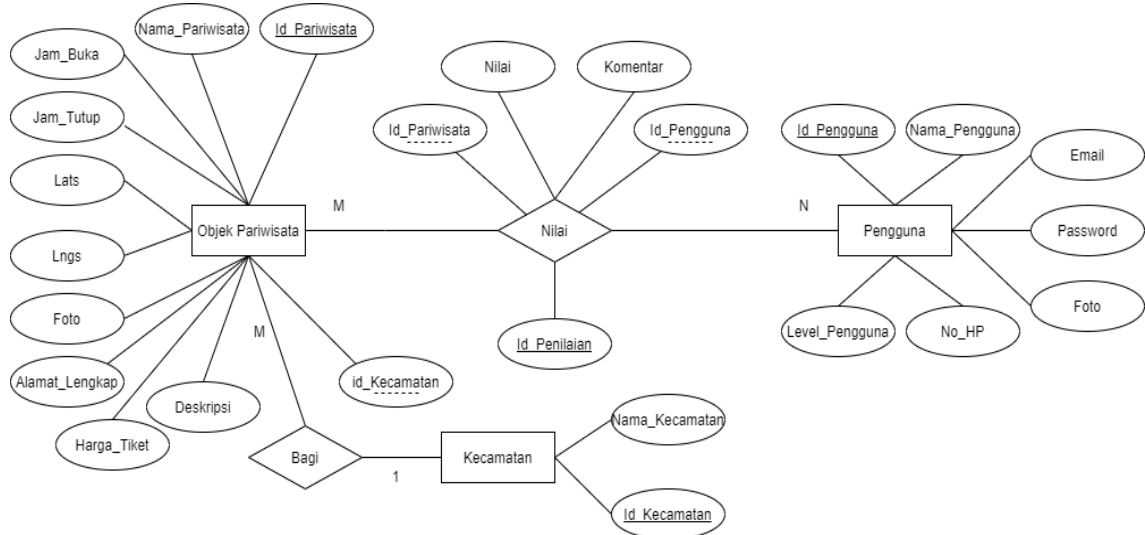 Nama_Pariwisata
Id_Pariwisata
Jam_Buka
Nilai
Komentar
Jam_Tutup
Id_Pariwisata
Id_Pengguna
Id_Pengguna
Nama_Pengguna
Email
Lats
M
N
Objek Pariwisata
Nilai
Pengguna
Password
Lngs
Foto
Foto
M
Level_Pengguna
No_HP
Id_Penilaian
Alamat_Lengkap
id_Kecamatan
Deskripsi
Nama_Kecamatan
Harga_Tiket
Bagi
Kecamatan
1
Id_Kecamatan